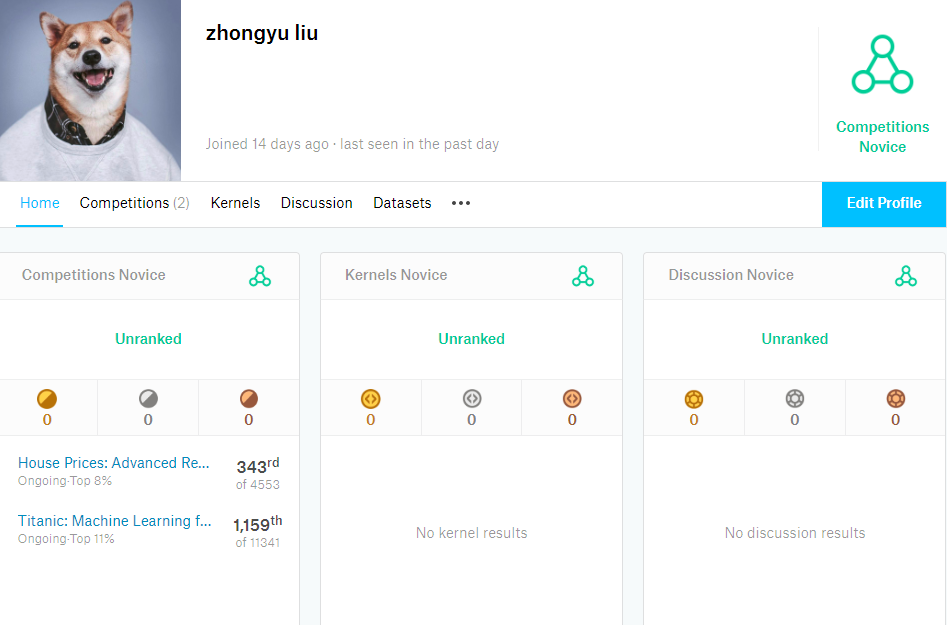 zhongyu liu
Joined 14 days ago · last seen in the past day
Competitions
Novice
Home Competitions (2) Kernels Discussion Datasets •••
Edit Profile
Competitions Novice
Unranked
0 0 0
House Prices: Advanced Re... 343rd
Ongoing·Top 8% of 4553
Titanic: Machine Learning f... 1,159th
Ongoing·Top 11% of 11341
Kernels Novice
Unranked
0 0 0
No kernel results
Discussion Novice
Unranked
0 0 0
No discussion results